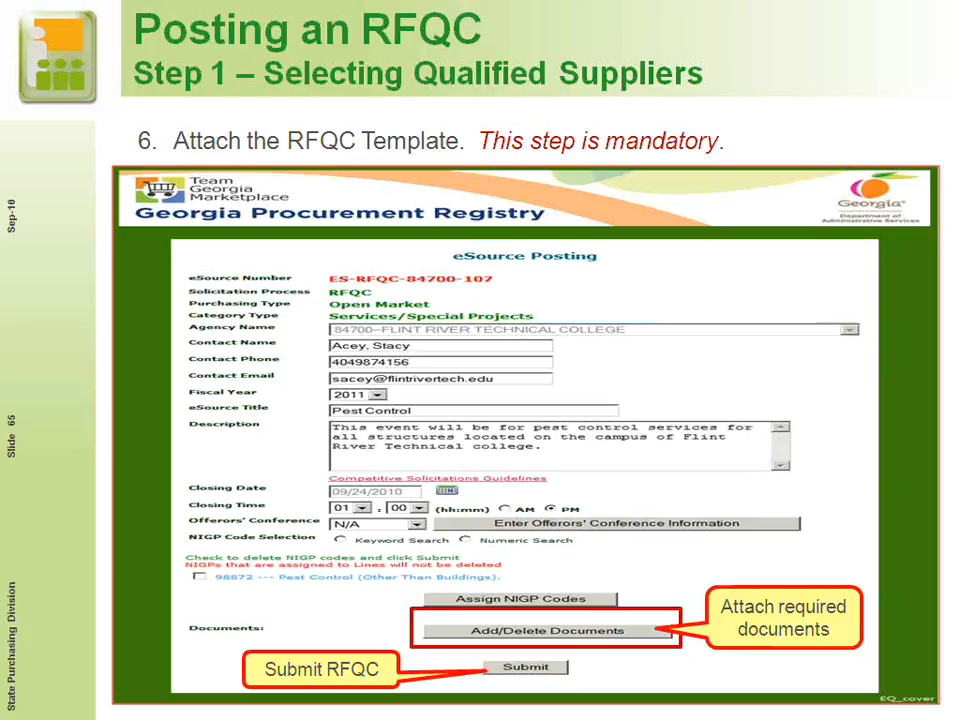 Posting an RFQC
Step 1 – Selecting Qualified Suppliers
6. Attach the RFQC Template. This step is mandatory.
Team
Georgia
Marketplace
Georgia Procurement Registry
Georgia
Department of
Administrative Services
eSource Posting
eSource Number ES-RFQC-84700-107
Solicitation Process RFQC
Purchasing Type Open Market
Category Type Services/Special Projects
Agency Name 84700--FLINT RIVER TECHNICAL COLLEGE
Contact Name Acey, Stacy
Contact Phone 4049874156
Contact Email sacey@flintrivertech.edu
Fiscal Year 2011
eSource Title Pest Control
Description This event will be for pest control services for
all structures located on the campus of Flint
River Technical college.
Competitive Solicitations Guidelines
Closing Date 09/24/2010
Closing Time 01 : 00 (hh:mm) AM PM
Offerors' Conference N/A Enter Offerors' Conference Information
NIGP Code Selection Keyword Search Numeric Search
Check to delete NIGP codes and click Submit
NIGPs that are assigned to Lines will not be deleted
98872 --- Pest Control (Other Than Buildings).
Assign NIGP Codes
Documents: Add/Delete Documents
Attach required
documents
Submit RFQC
Submit
EQ_cover
Sep-10
Slide 65
State Purchasing Division